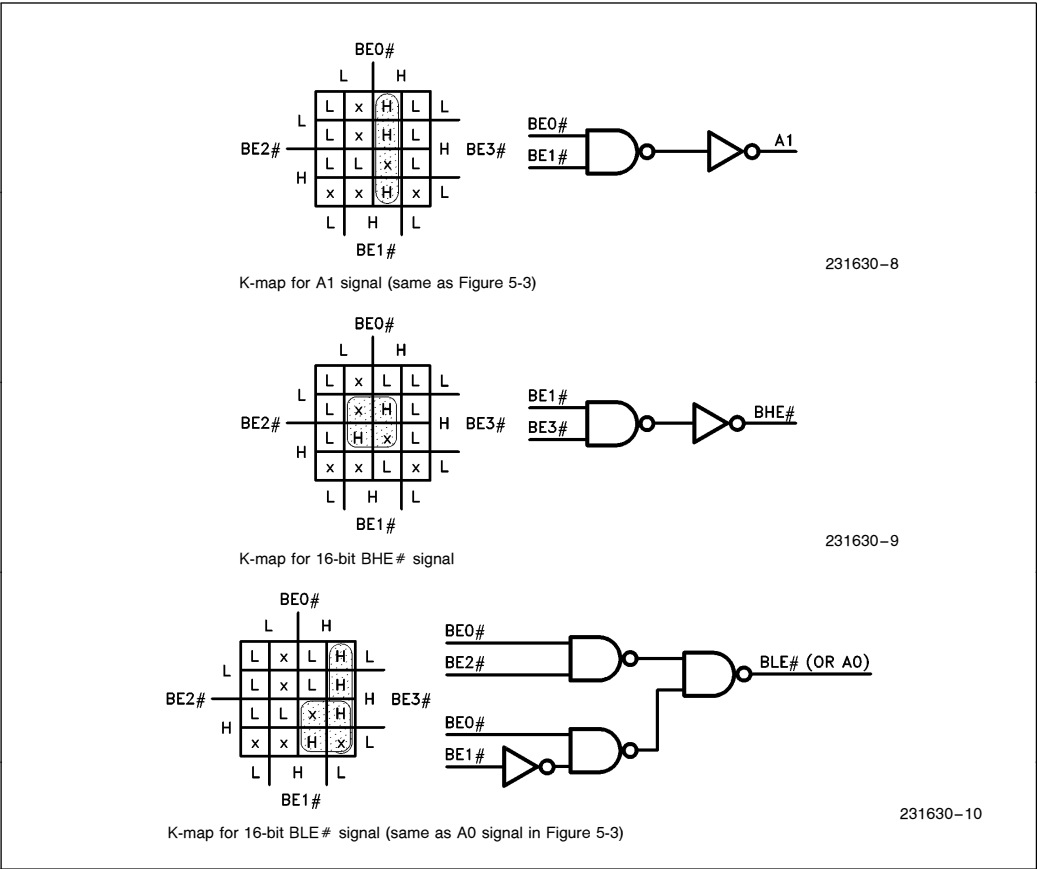 BE0#
L H
L x H L L
L
L x H L
BE2# H BE3#
L L x H
H
x x H x L
L H L
BE1#
BE0#
BE1#
A1
231630-8
K-map for A1 signal (same as Figure 5-3)
BE0#
L H
L x L L L
L
L x H L
BE2# H BE3#
L H x L
H
x x L x L
L H L
BE1#
BE1#
BE3#
BHE#
231630-9
K-map for 16-bit BHE# signal
BE0#
L H
L x L H L
L
L x L H
BE2# H BE3#
L L x H
H
x x H x L
L H L
BE1#
BE0#
BE2#
BE0#
BE1#
BLE# (OR A0)
231630-10
K-map for 16-bit BLE# signal (same as A0 signal in Figure 5-3)